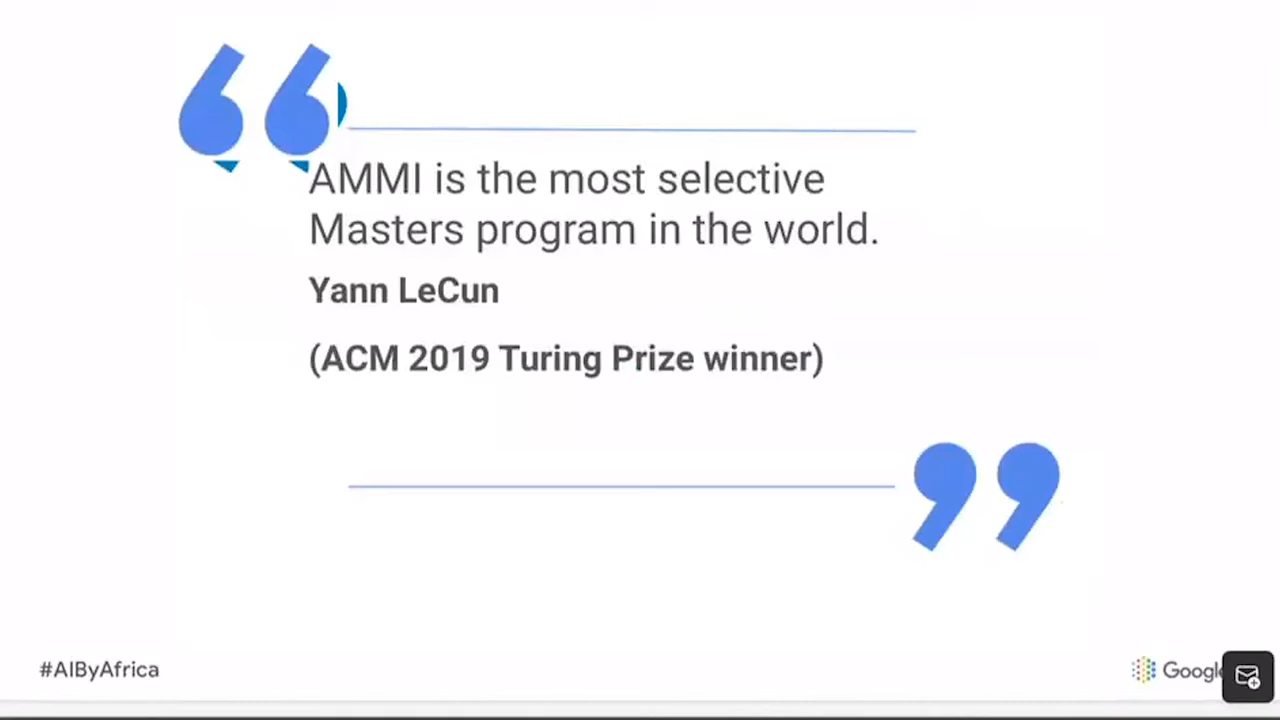 AMMI is the most selective
Masters program in the world.
Yann LeCun
(ACM 2019 Turing Prize winner)
#AIByAfrica